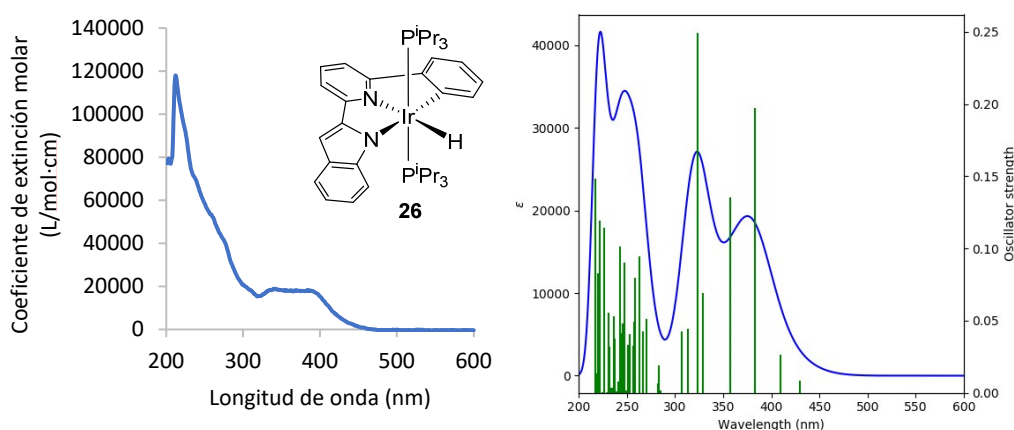 Coeficiente de extinción molar
(L/mol·cm)
140000
120000
100000
80000
60000
40000
20000
0
200
300
400
500
600
Longitud de onda (nm)
PⁱPr₃
N
Ir
N
H
PⁱPr₃
26
ε
40000
30000
20000
10000
0
200
250
300
350
400
450
500
550
600
Wavelength (nm)
0.25
0.20
0.15
0.10
0.05
0.00
Oscillator strength